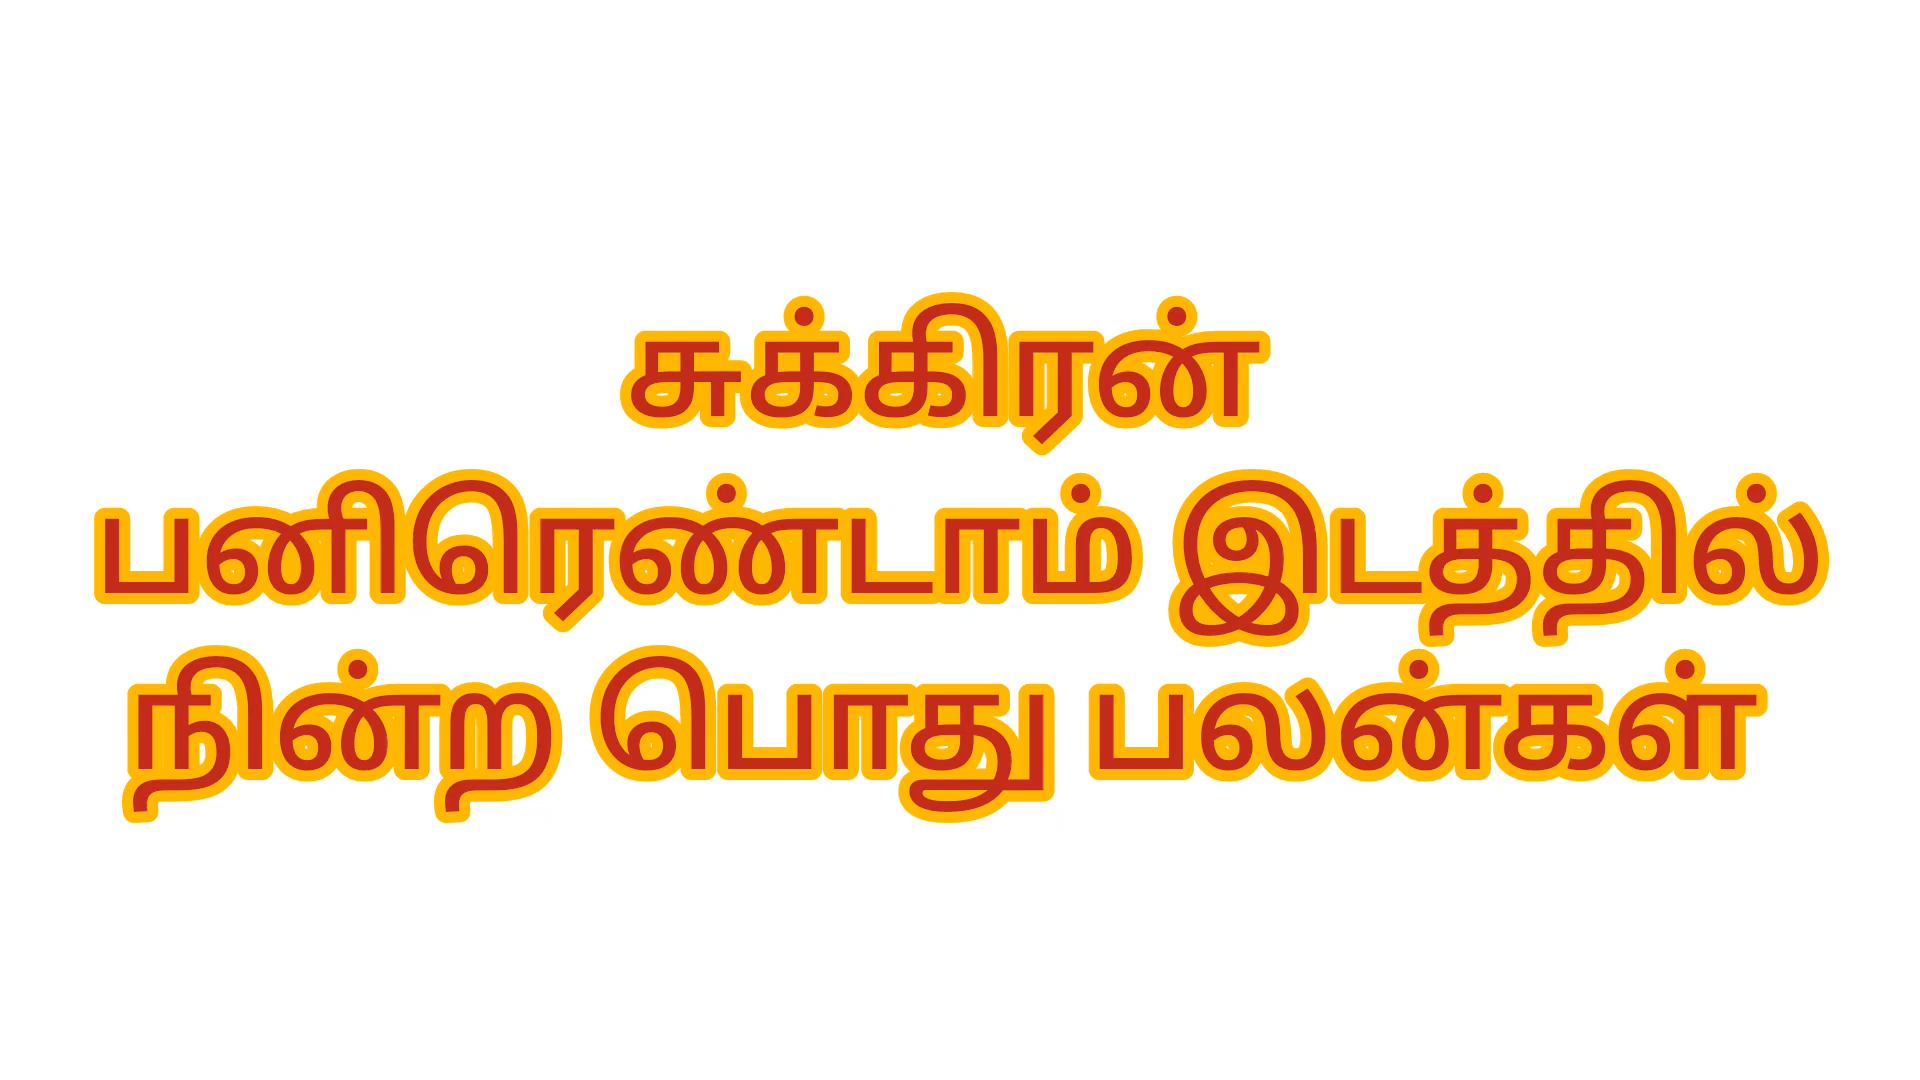 சுக்கிரன்
பனிரெண்டாம் இடத்தில்
நின்ற பொது பலன்கள்